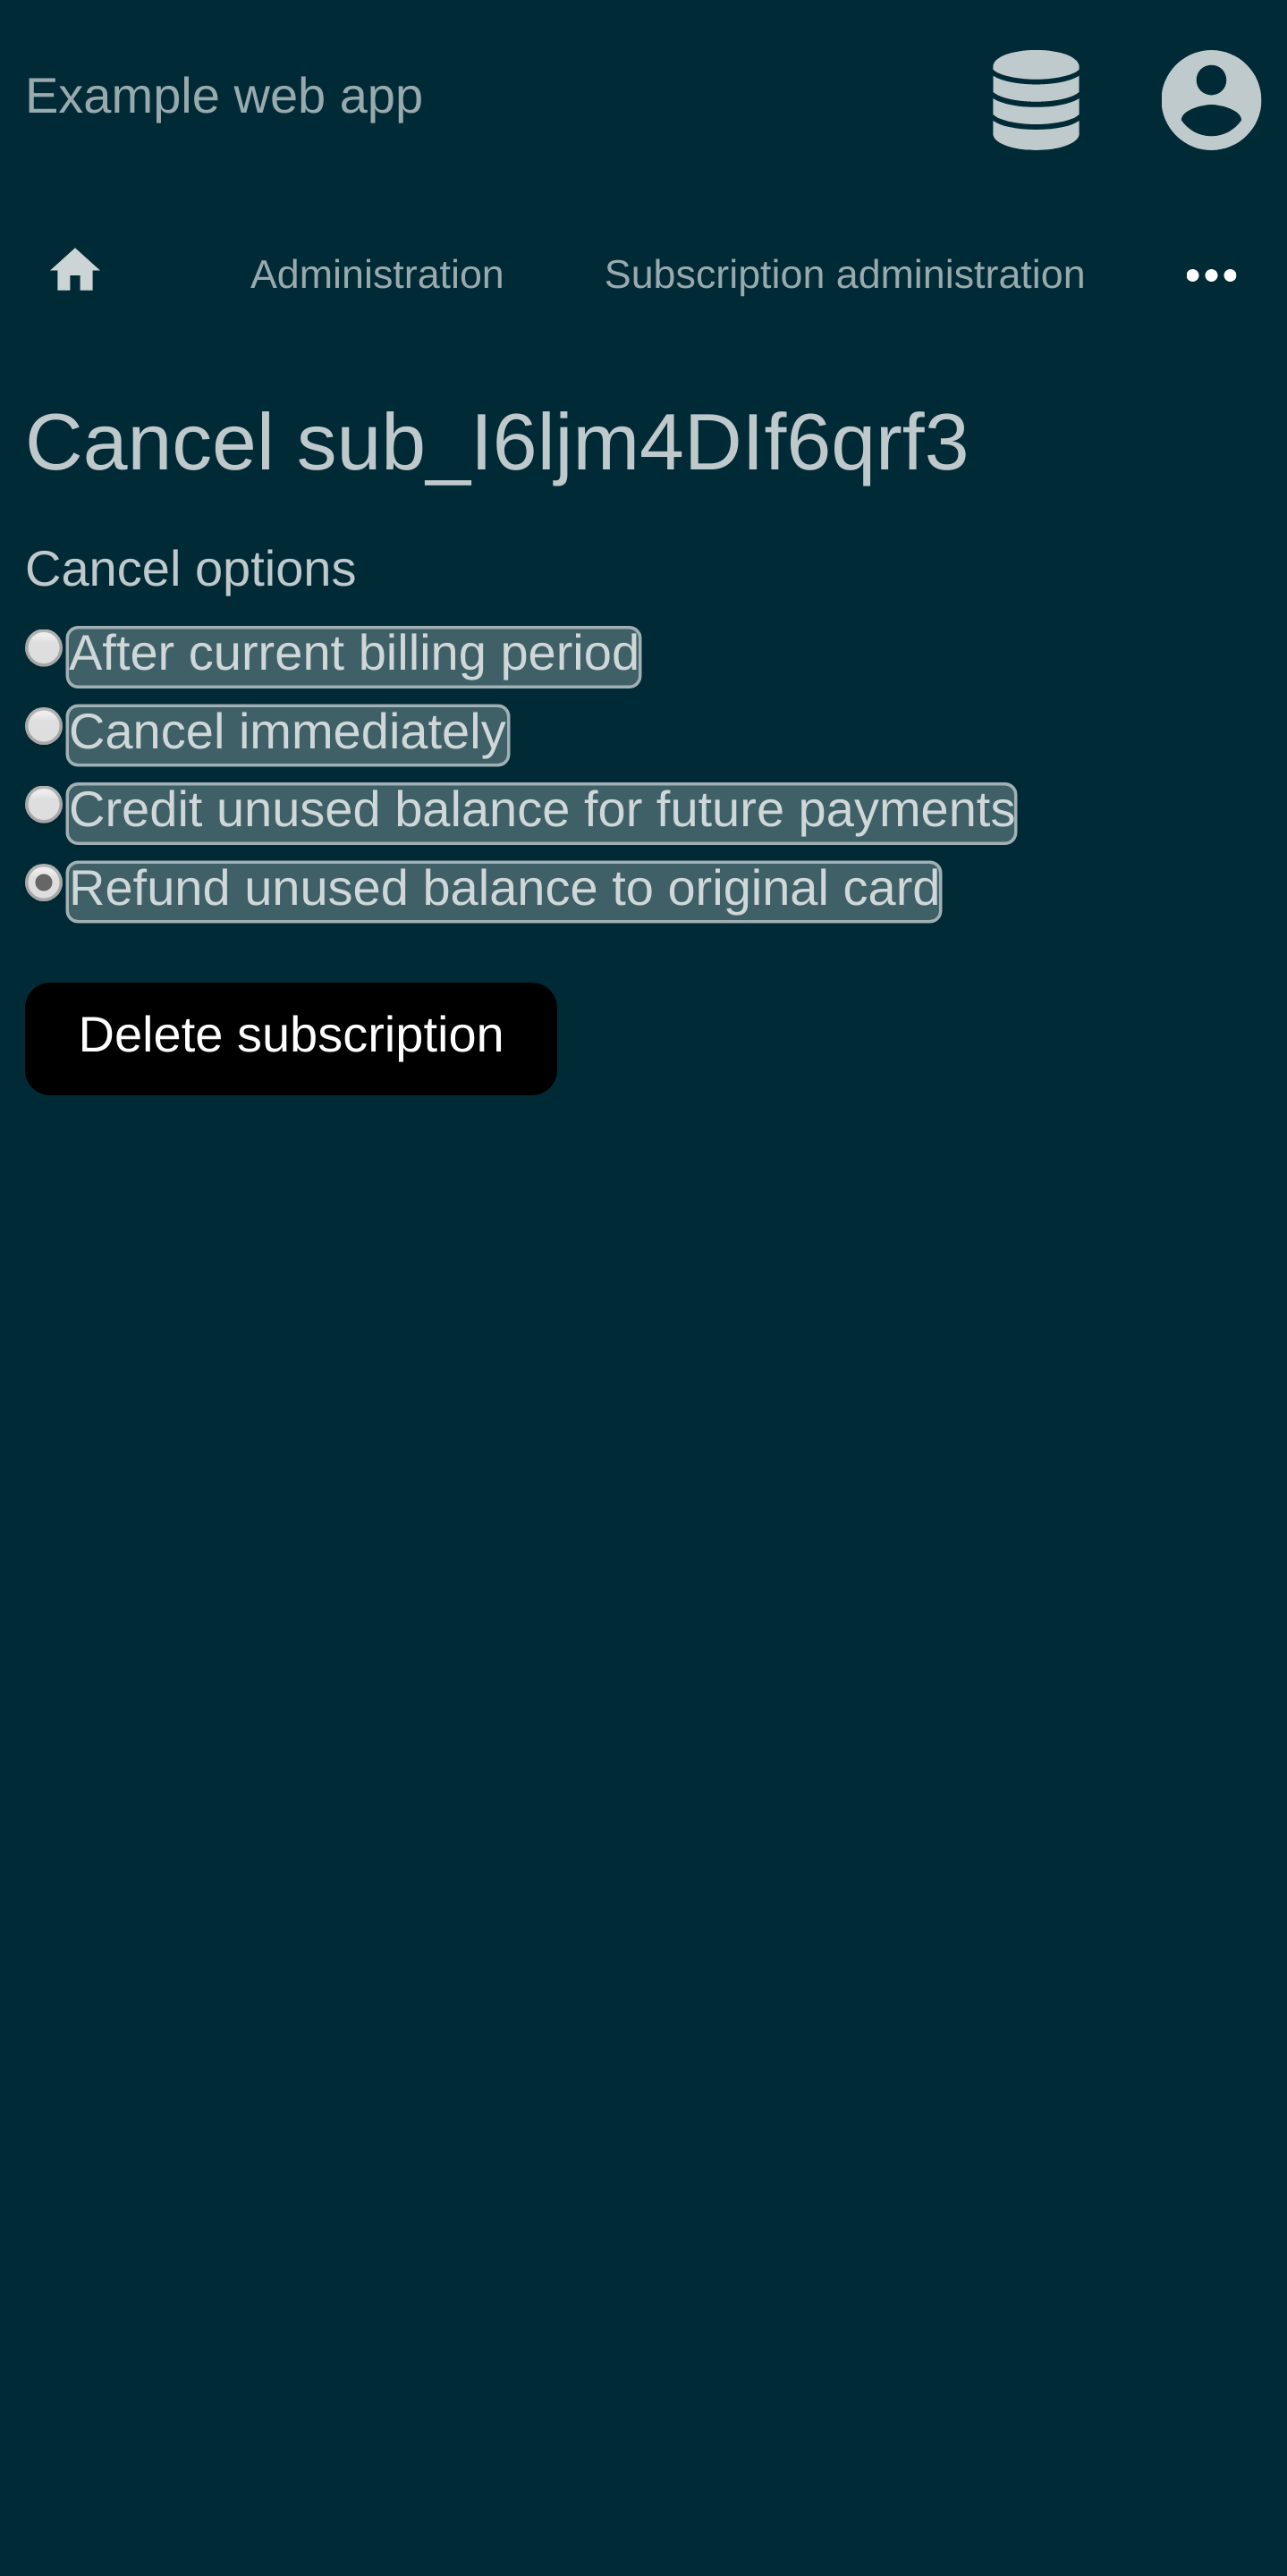 Example web app
Administration Subscription administration
Cancel sub_I6ljm4DIf6qrf3
Cancel options
After current billing period
Cancel immediately
Credit unused balance for future payments
Refund unused balance to original card
Delete subscription